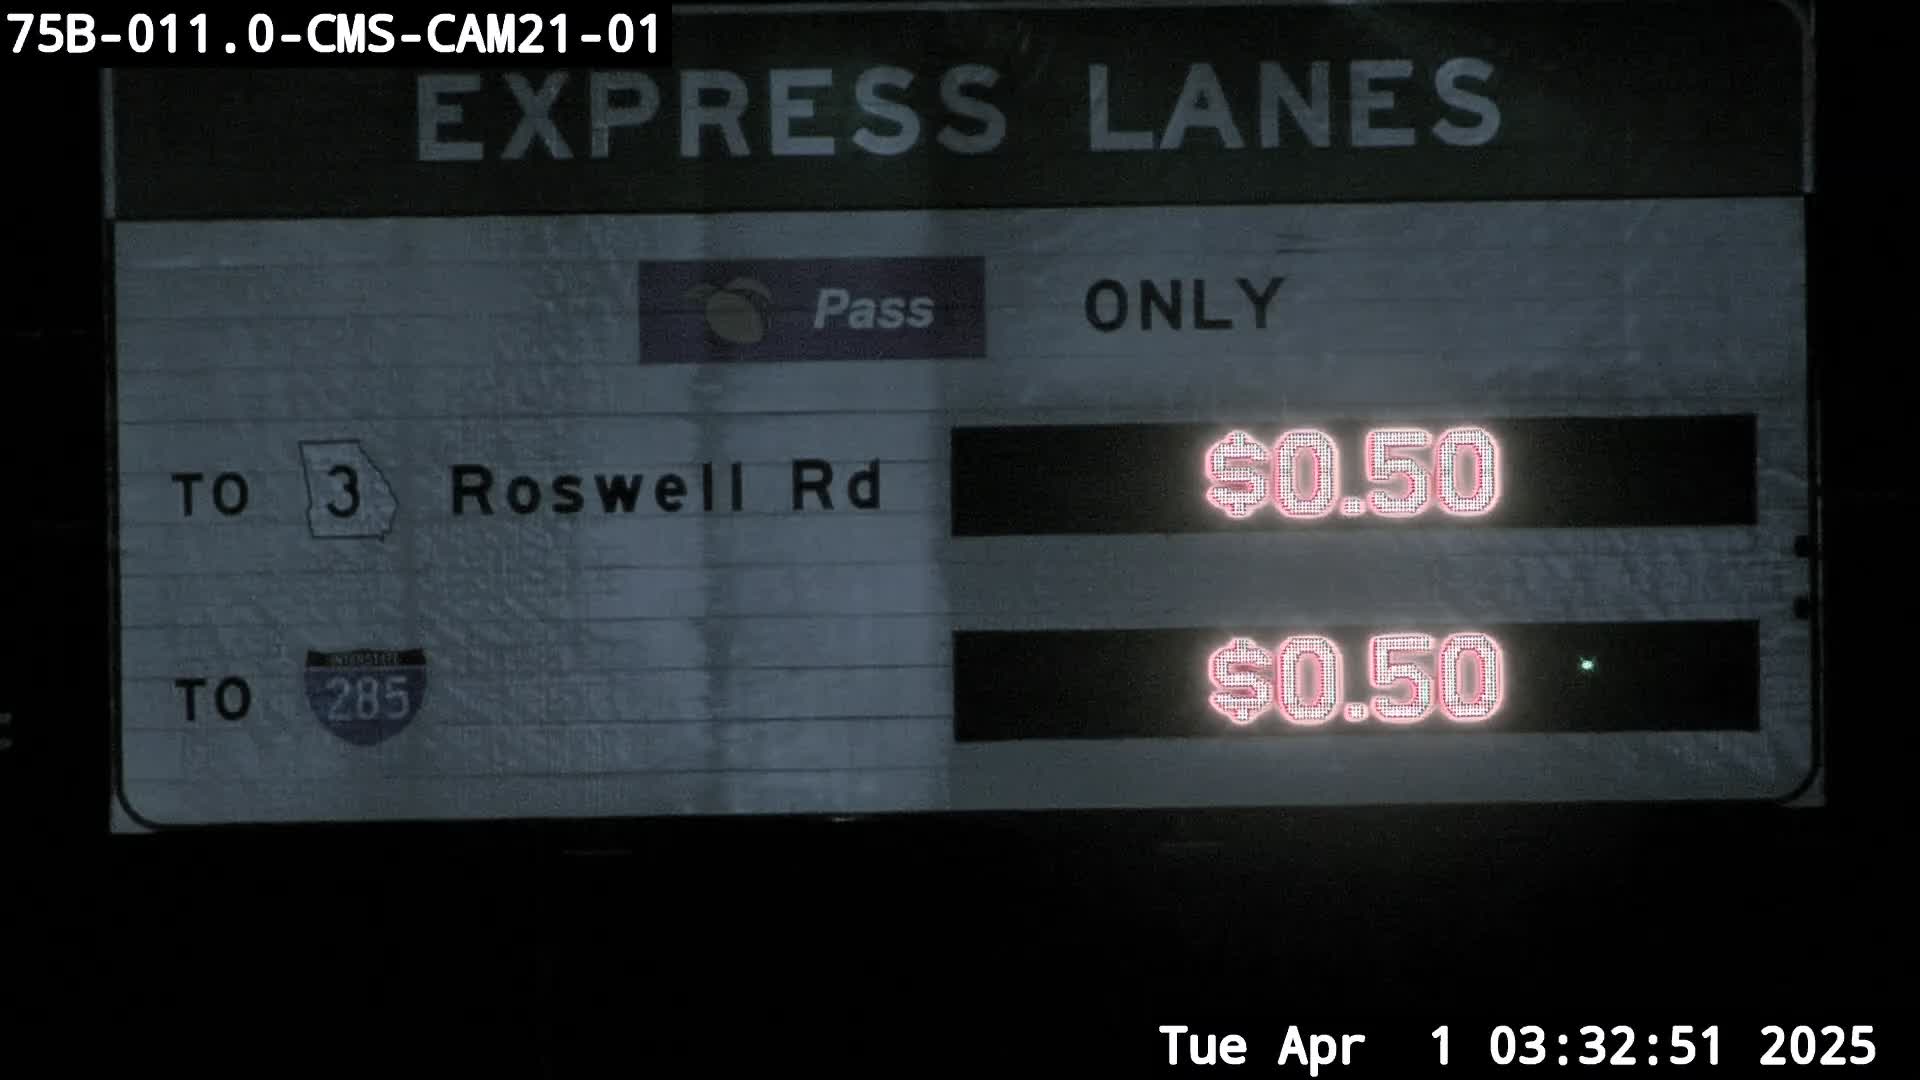 75B-011.0-CMS-CAM21-01
EXPRESS LANES
Pass ONLY
TO 3 Roswell Rd $0.50
TO INTERSTATE 285 $0.50
Tue Apr 1 03:32:51 2025